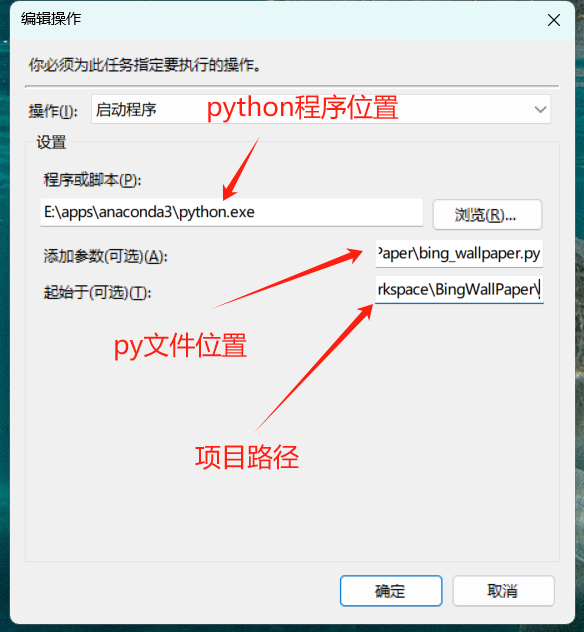 编辑操作
你必须为此任务指定要执行的操作。
操作(I):
启动程序
python程序位置
设置
程序或脚本(P):
E:\apps\anaconda3\python.exe
浏览(R)...
添加参数(可选)(A):
Paper\bing_wallpaper.py
起始于(可选)(T):
rkspace\BingWallPaper\
py文件位置
项目路径
确定
取消